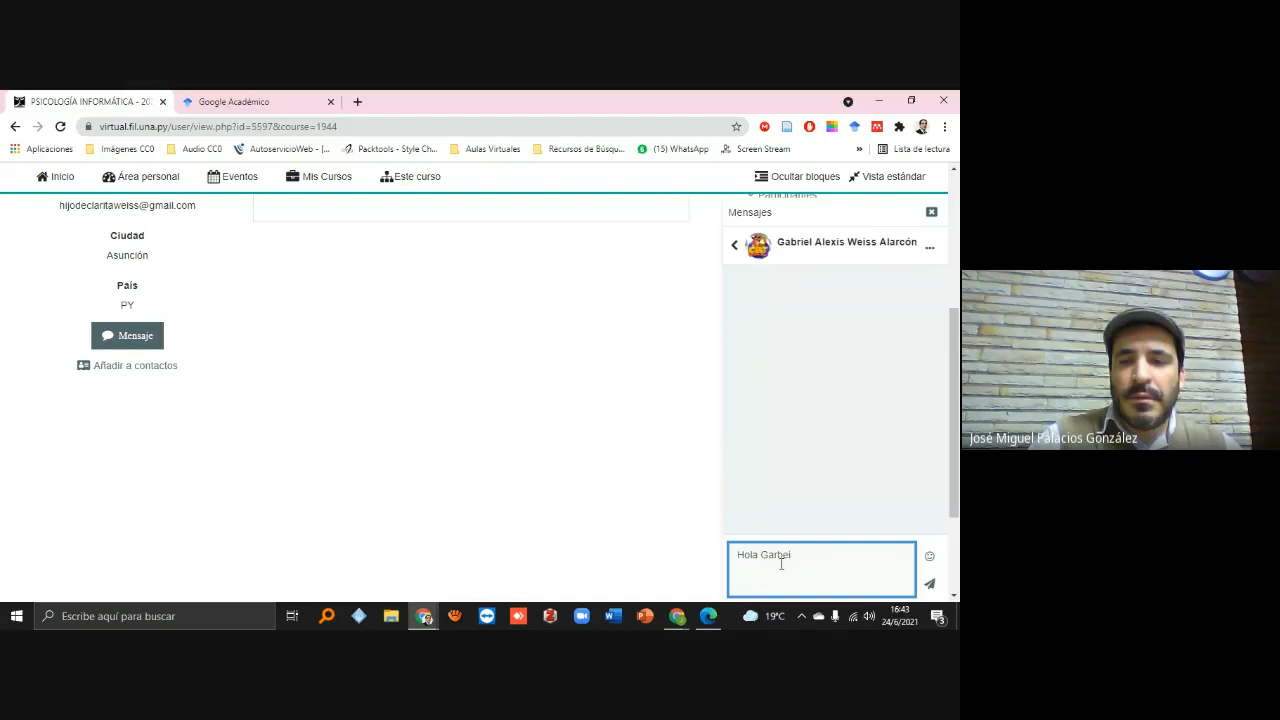 PSICOLOGÍA INFORMÁTICA - 202
Google Académico
virtual.fil.una.py/user/view.php?id=5597&course=1944
Aplicaciones
Imágenes CC0
Audio CC0
AutoservicioWeb - [...
Packtools - Style Ch...
Aulas Virtuales
Recursos de Búsqu...
(15) WhatsApp
Screen Stream
»
Lista de lectura
Inicio
Área personal
Eventos
Mis Cursos
Este curso
Ocultar bloques
Vista estándar
Participantes
hijodeclaritaweiss@gmail.com
Mensajes
Ciudad
Asunción
Gabriel Alexis Weiss Alarcón
País
PY
Mensaje
Añadir a contactos
José Miguel Palacios González
Hola Garbei
Escribe aquí para buscar
19°C
16:43
24/6/2021
3